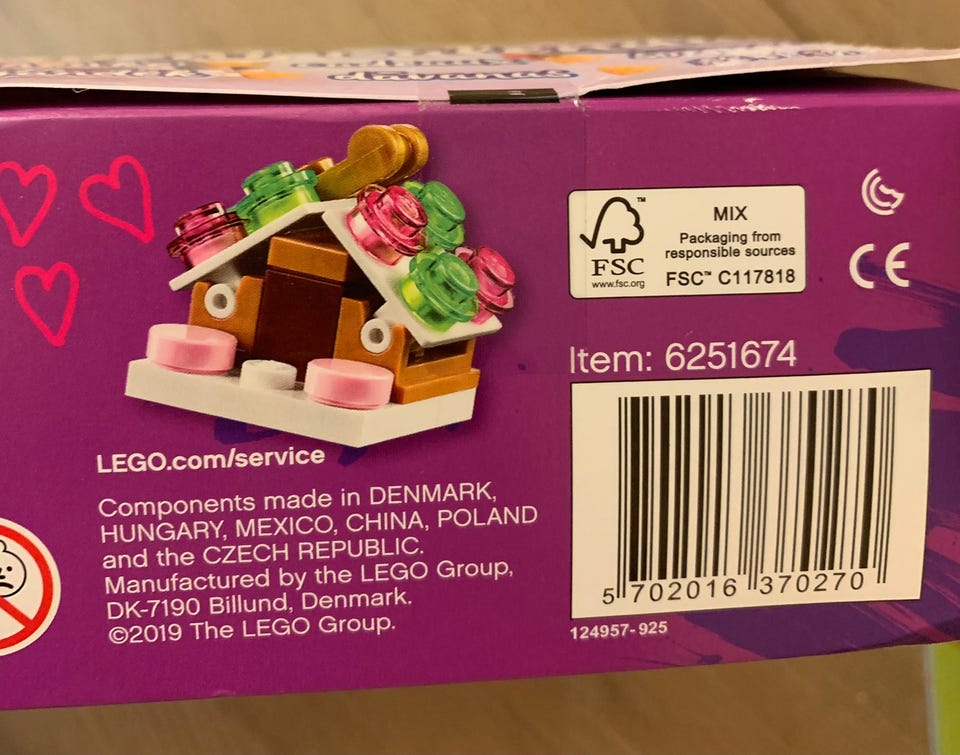 davanas
MIX
Packaging from
responsible sources
FSC™ C117818
FSC
www.fsc.org
CE
Item: 6251674
LEGO.com/service
Components made in DENMARK,
HUNGARY, MEXICO, CHINA, POLAND
and the CZECH REPUBLIC.
Manufactured by the LEGO Group,
DK-7190 Billund, Denmark.
©2019 The LEGO Group.
5 702016 370270
124957-925